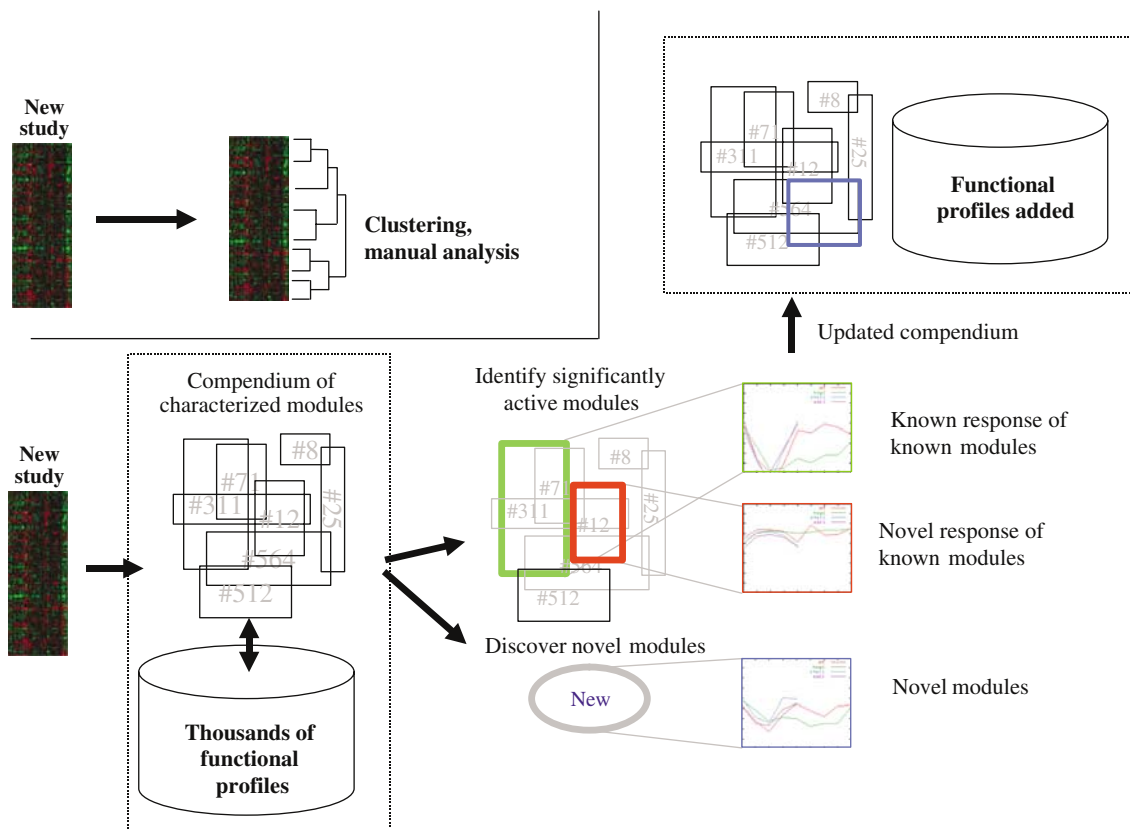 New
study
Clustering,
manual analysis
#8
#71
#25
#311
#12
#564
#512
Functional
profiles added
Updated compendium
Compendium of
characterized modules
New
study
#8
#71
#25
#311
#12
#564
#512
Thousands of
functional
profiles
Identify significantly
active modules
#8
#71
#25
#311
#12
#564
#512
Known response of
known modules
Novel response of
known modules
Discover novel modules
New
Novel modules